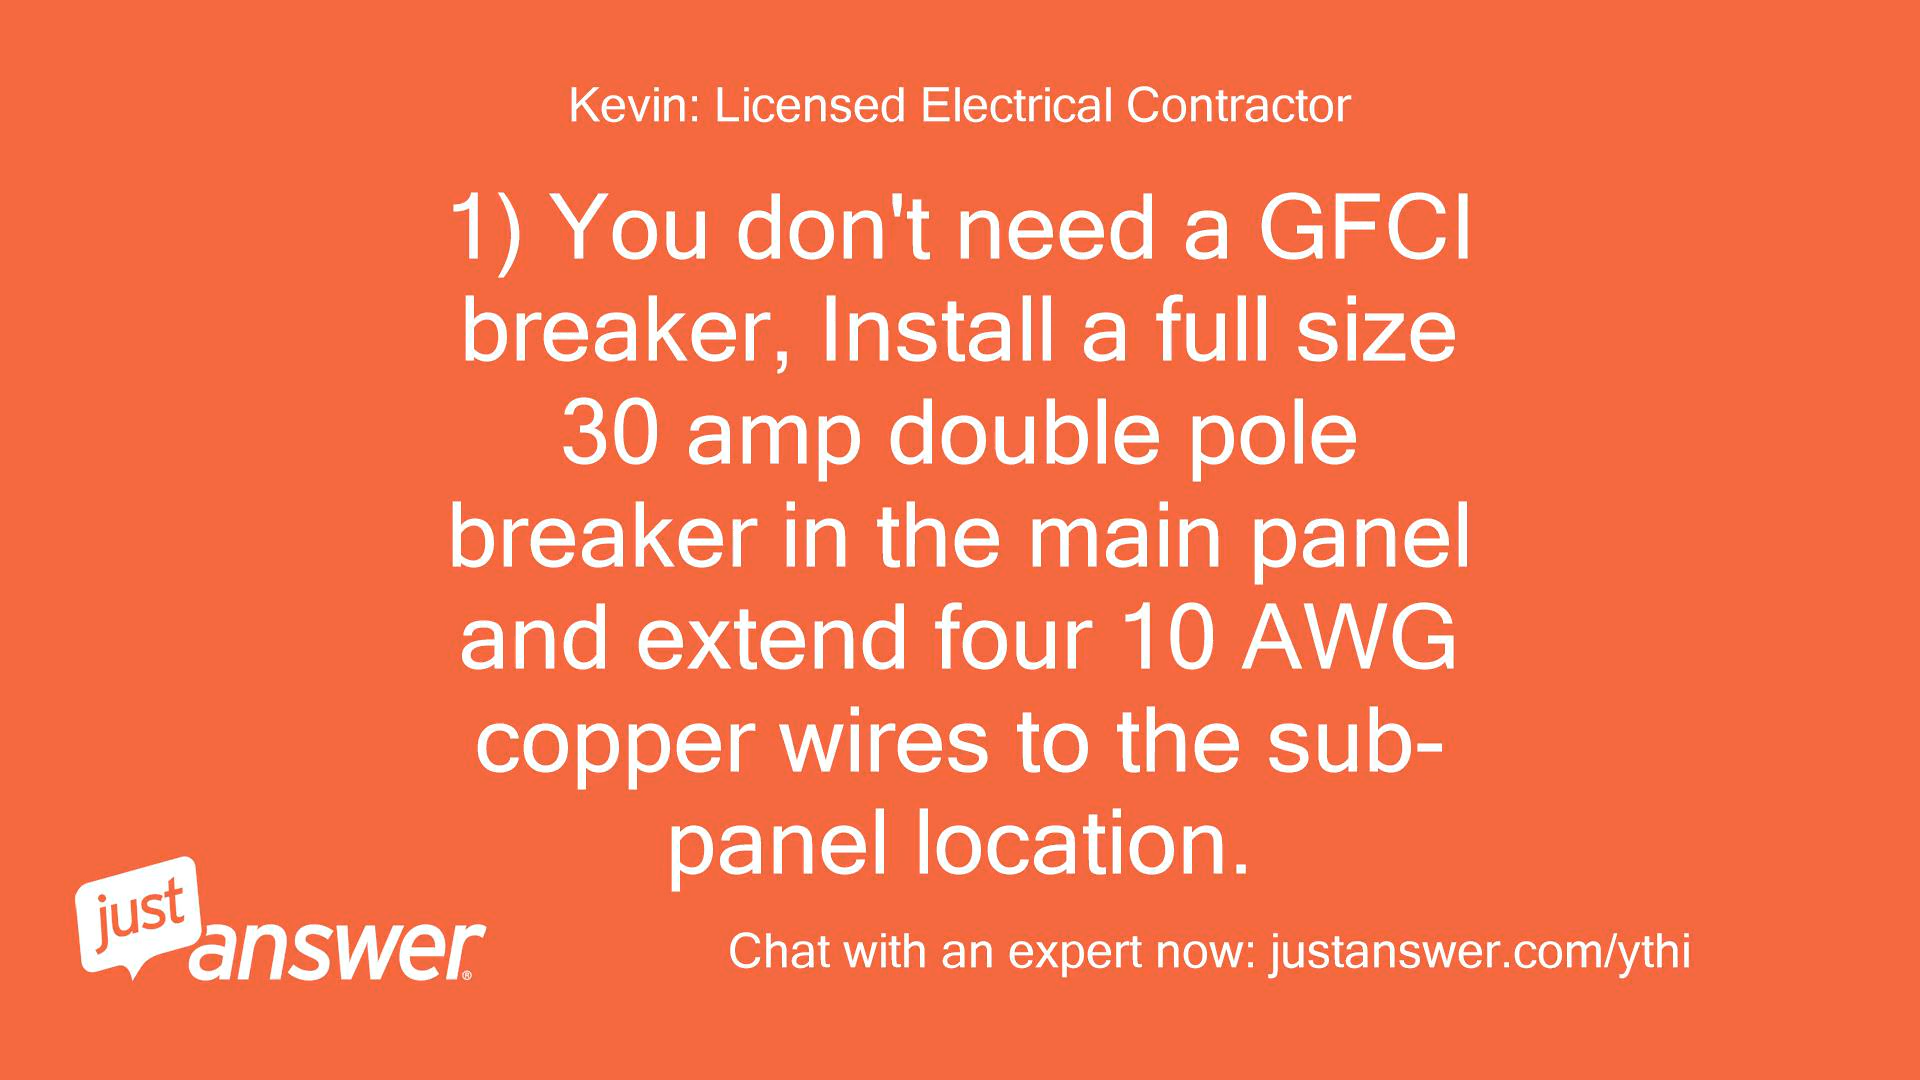 Kevin: Licensed Electrical Contractor
1) You don't need a GFCI
breaker, Install a full size
30 amp double pole
breaker in the main panel
and extend four 10 AWG
copper wires to the sub-
panel location.
just
answer®
Chat with an expert now: justanswer.com/ythi